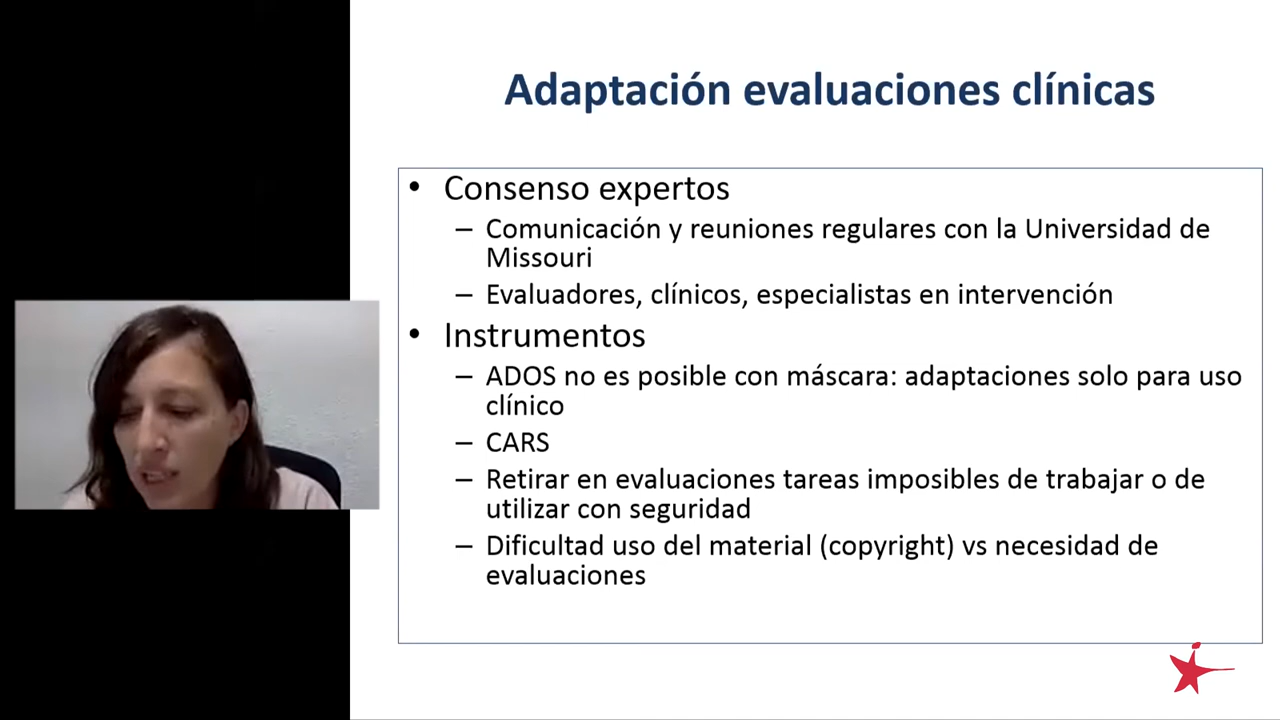 Adaptación evaluaciones clínicas
• Consenso expertos
– Comunicación y reuniones regulares con la Universidad de
Missouri
– Evaluadores, clínicos, especialistas en intervención
• Instrumentos
– ADOS no es posible con máscara: adaptaciones solo para uso
clínico
– CARS
– Retirar en evaluaciones tareas imposibles de trabajar o de
utilizar con seguridad
– Dificultad uso del material (copyright) vs necesidad de
evaluaciones